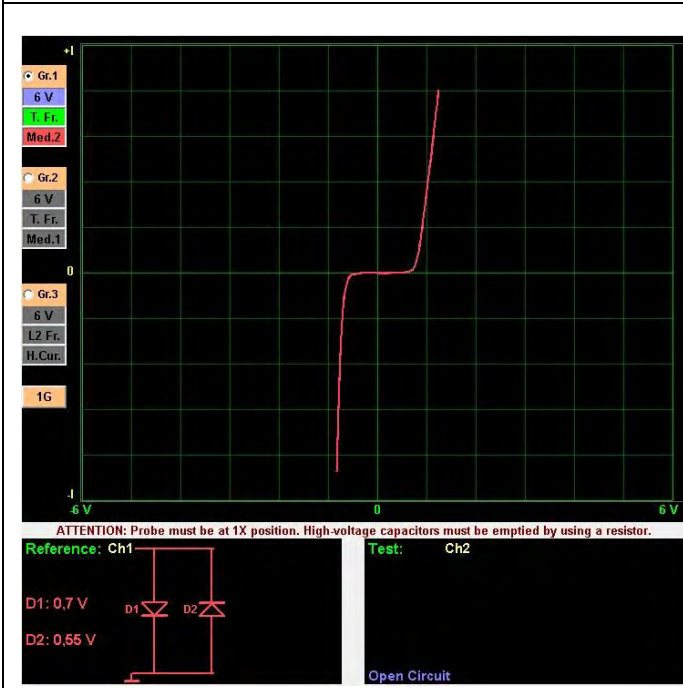 +I
Gr.1
6 V
T. Fr.
Med.2
Gr.2
6 V
T. Fr.
Med.1
0
Gr.3
6 V
L2 Fr.
H.Cur.
1G
-I
-6 V
0
6 V
ATTENTION: Probe must be at 1X position. High-voltage capacitors must be emptied by using a resistor.
Reference: Ch1
D1: 0,7 V
D1
D2
D2: 0,55 V
Test: Ch2
Open Circuit